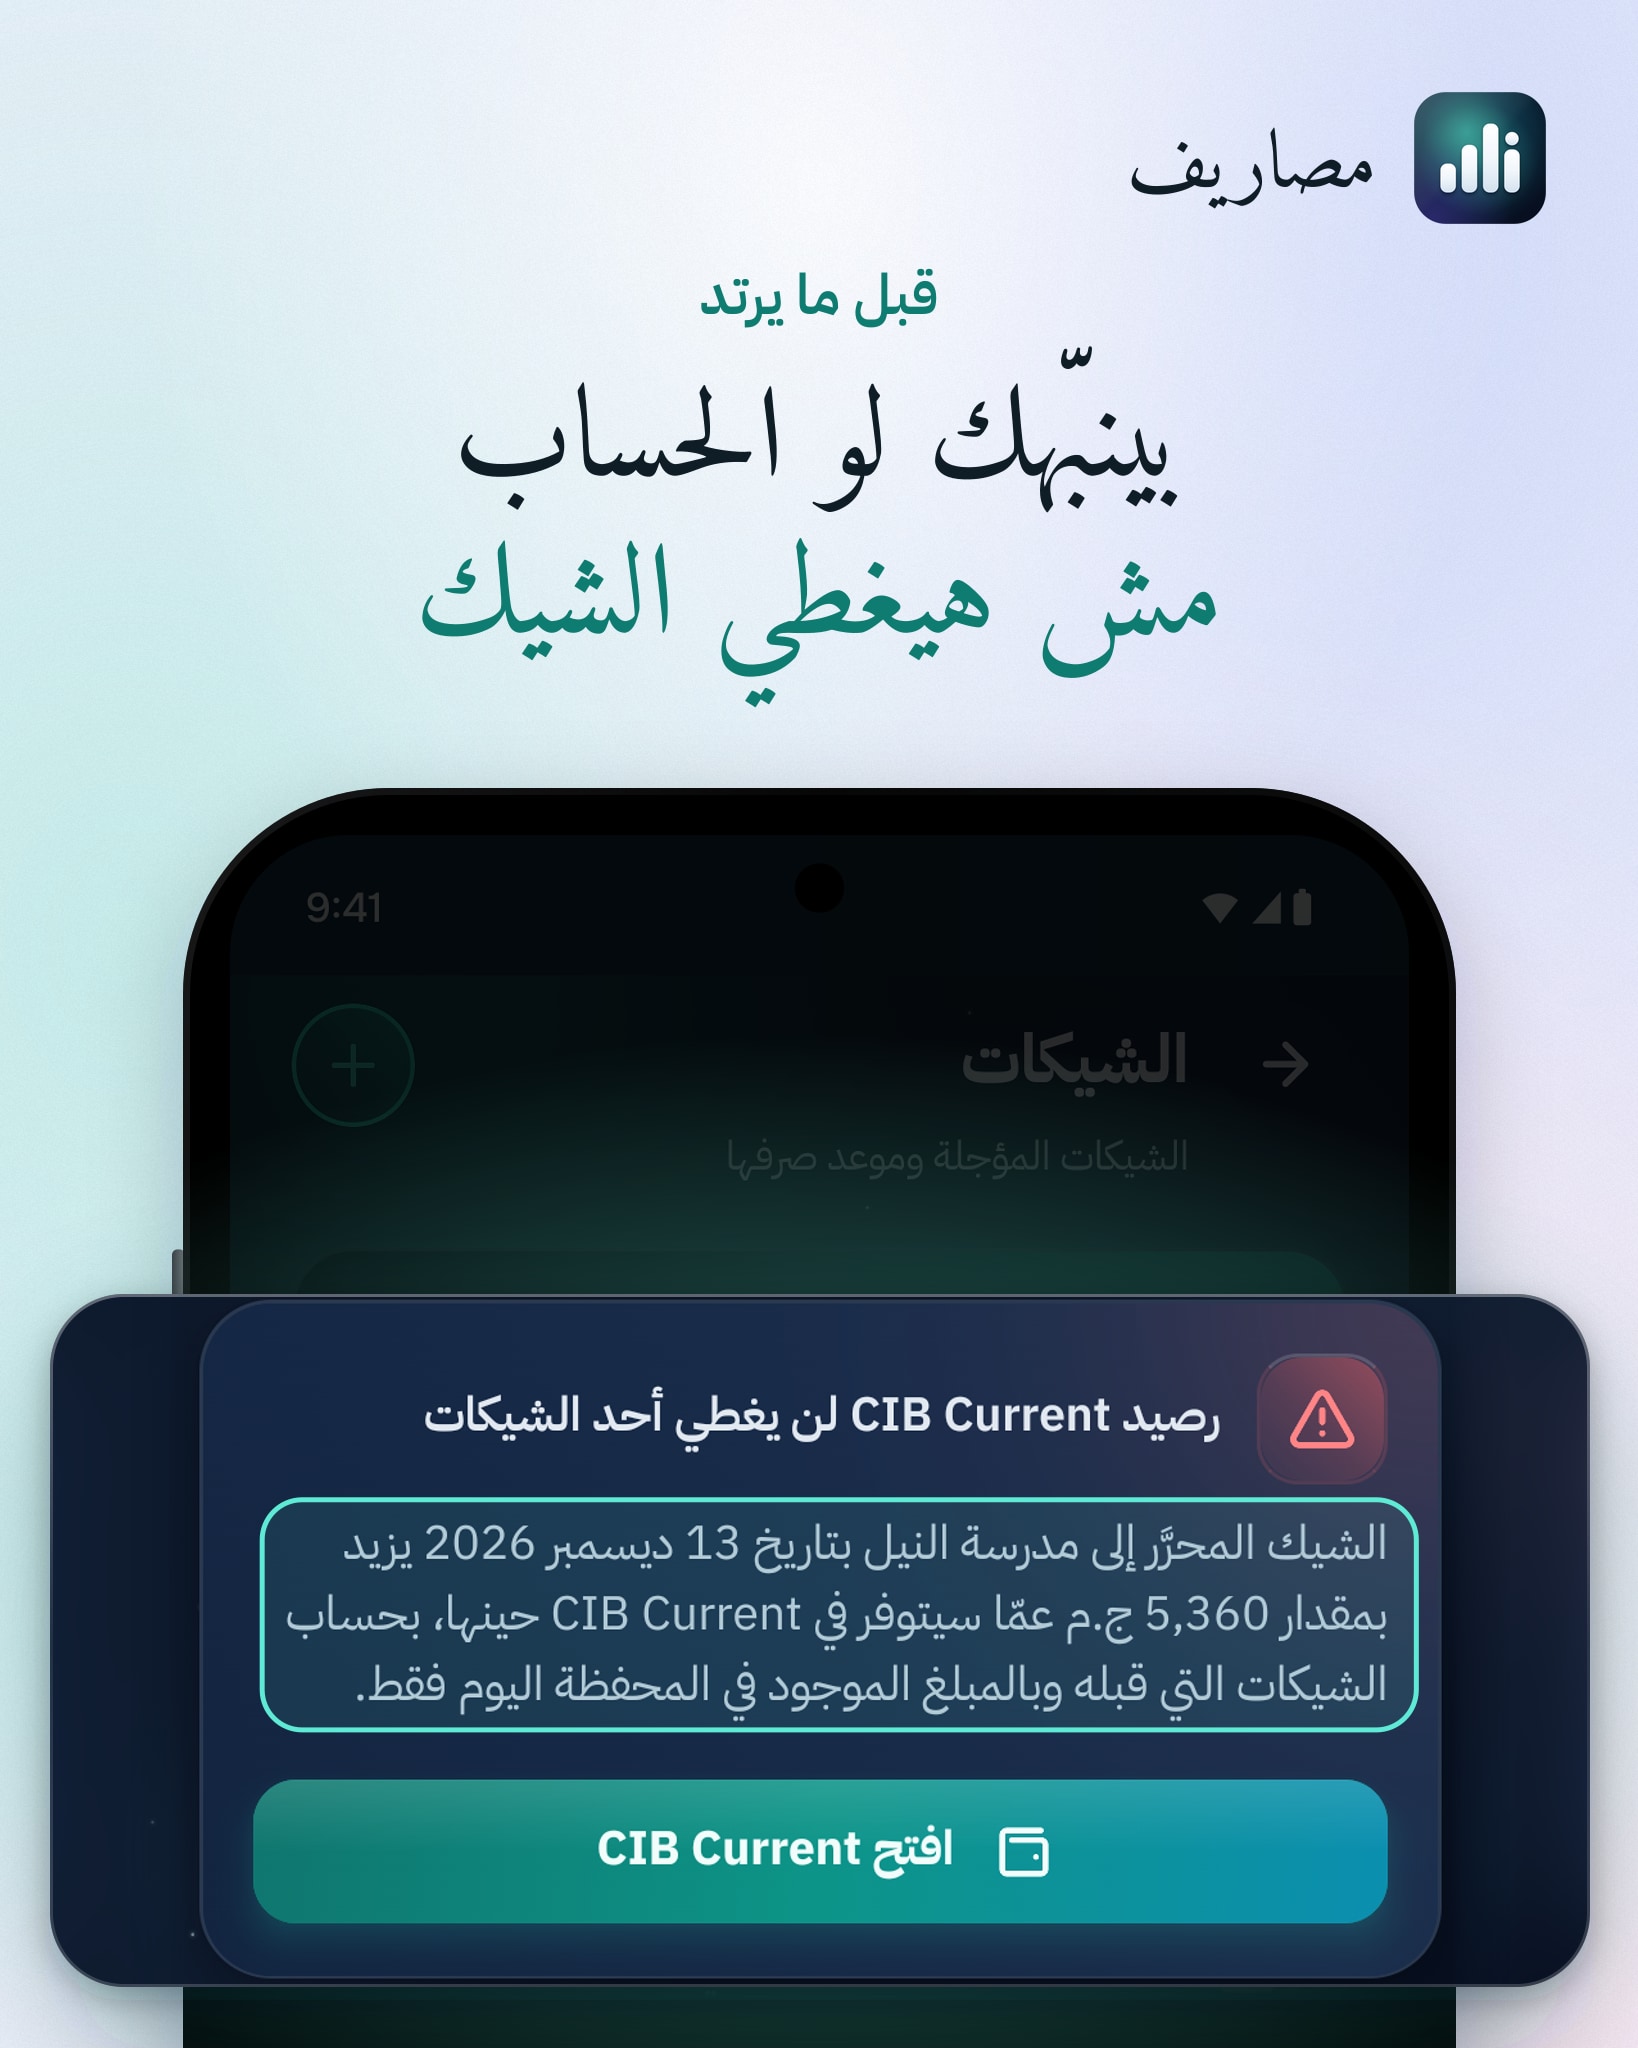 مصاريف
قبل ما يرتد
بينبّهك لو الحساب
مش هيغطي الشيك
9:41
الشيكات
الشيكات المؤجلة وموعد صرفها
رصيد CIB Current لن يغطي أحد الشيكات
الشيك المحرَّر إلى مدرسة النيل بتاريخ 13 ديسمبر 2026 يزيد
بمقدار 5,360 ج.م عمّا سيتوفر في CIB Current حينها، بحساب
الشيكات التي قبله وبالمبلغ الموجود في المحفظة اليوم فقط.
افتح CIB Current